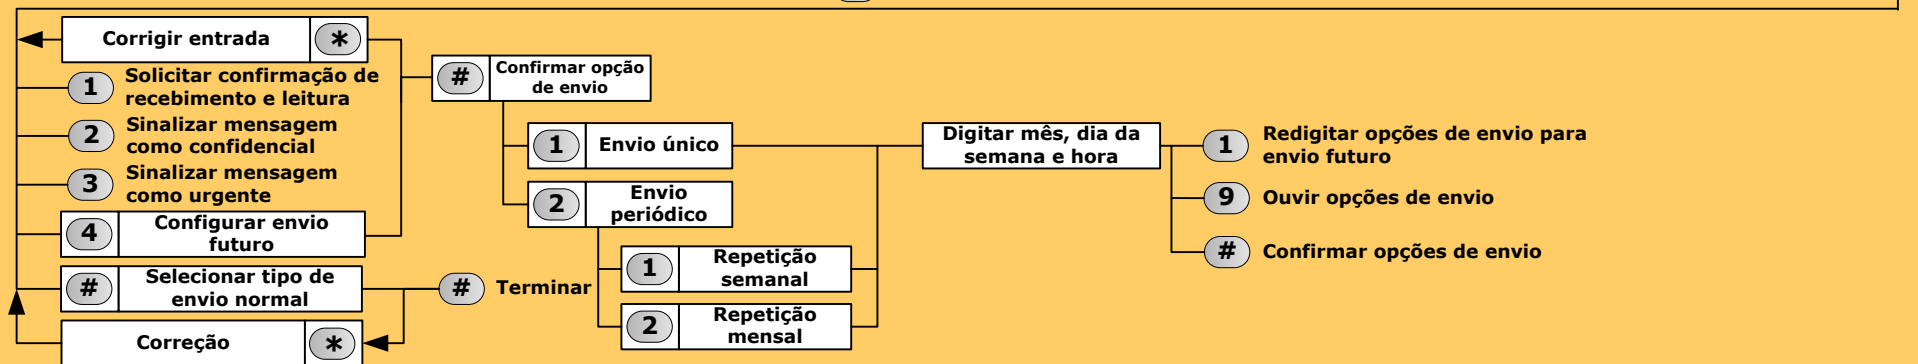 Corrigir entrada *
1 Solicitar confirmação de
recebimento e leitura
2 Sinalizar mensagem
como confidencial
3 Sinalizar mensagem
como urgente
4 Configurar envio
futuro
# Selecionar tipo de
envio normal
Correção *
# Terminar
# Confirmar opção
de envio
1 Envio único
2 Envio
periódico
1 Repetição
semanal
2 Repetição
mensal
Digitar mês, dia da
semana e hora
1 Redigitar opções de envio para
envio futuro
9 Ouvir opções de envio
# Confirmar opções de envio